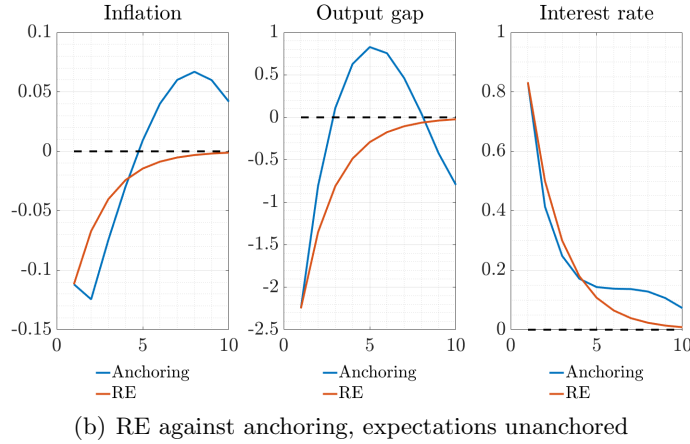 Inflation
Output gap
Interest rate
0.1
0.05
0
-0.05
-0.1
-0.15
0
5
10
Anchoring
RE
1
0.5
0
-0.5
-1
-1.5
-2
-2.5
0
5
10
Anchoring
RE
1
0.8
0.6
0.4
0.2
0
0
5
10
Anchoring
RE
(b) RE against anchoring, expectations unanchored